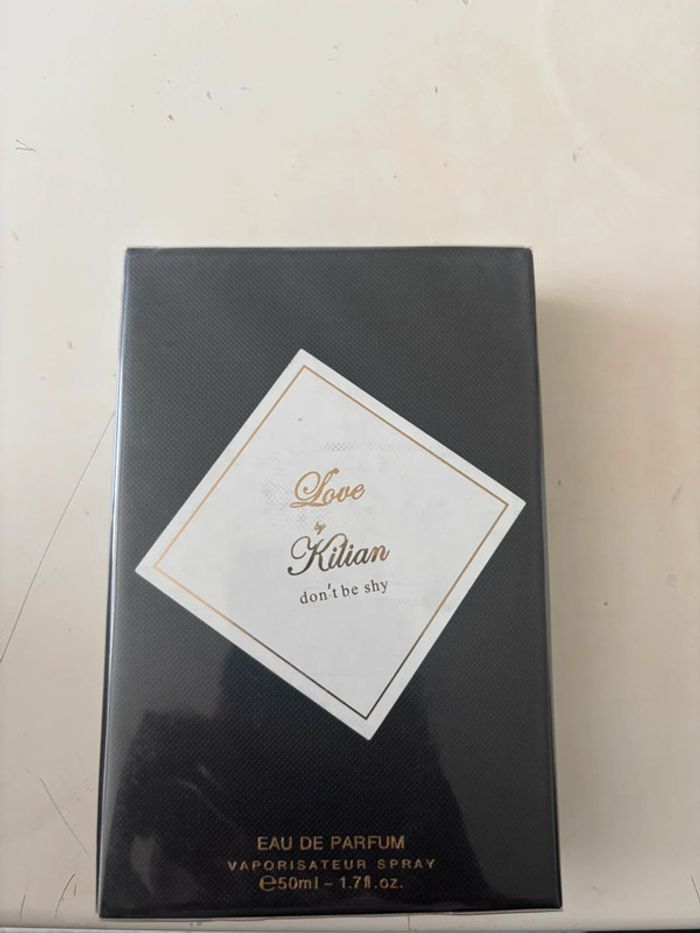 Love
by
Kilian
don't be shy
EAU DE PARFUM
VAPORISATEUR SPRAY
℮50ml - 1.7fl.oz.